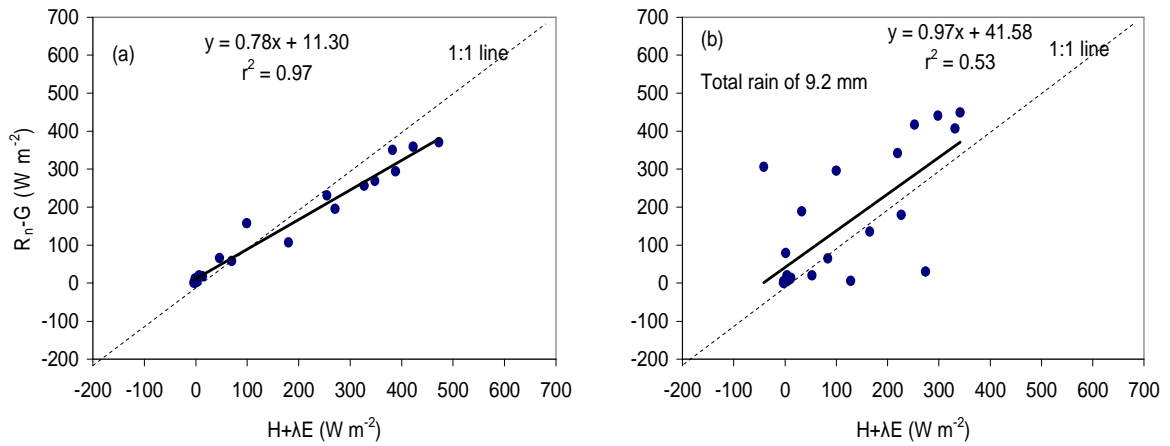 (a)
y = 0.78x + 11.30
r² = 0.97
1:1 line
700
600
500
400
300
200
100
0
-100
-200
-200 -100 0 100 200 300 400 500 600 700
Rₙ-G (W m⁻²)
H+λE (W m⁻²)
(b)
y = 0.97x + 41.58
r² = 0.53
1:1 line
Total rain of 9.2 mm
700
600
500
400
300
200
100
0
-100
-200
-200 -100 0 100 200 300 400 500 600 700
H+λE (W m⁻²)